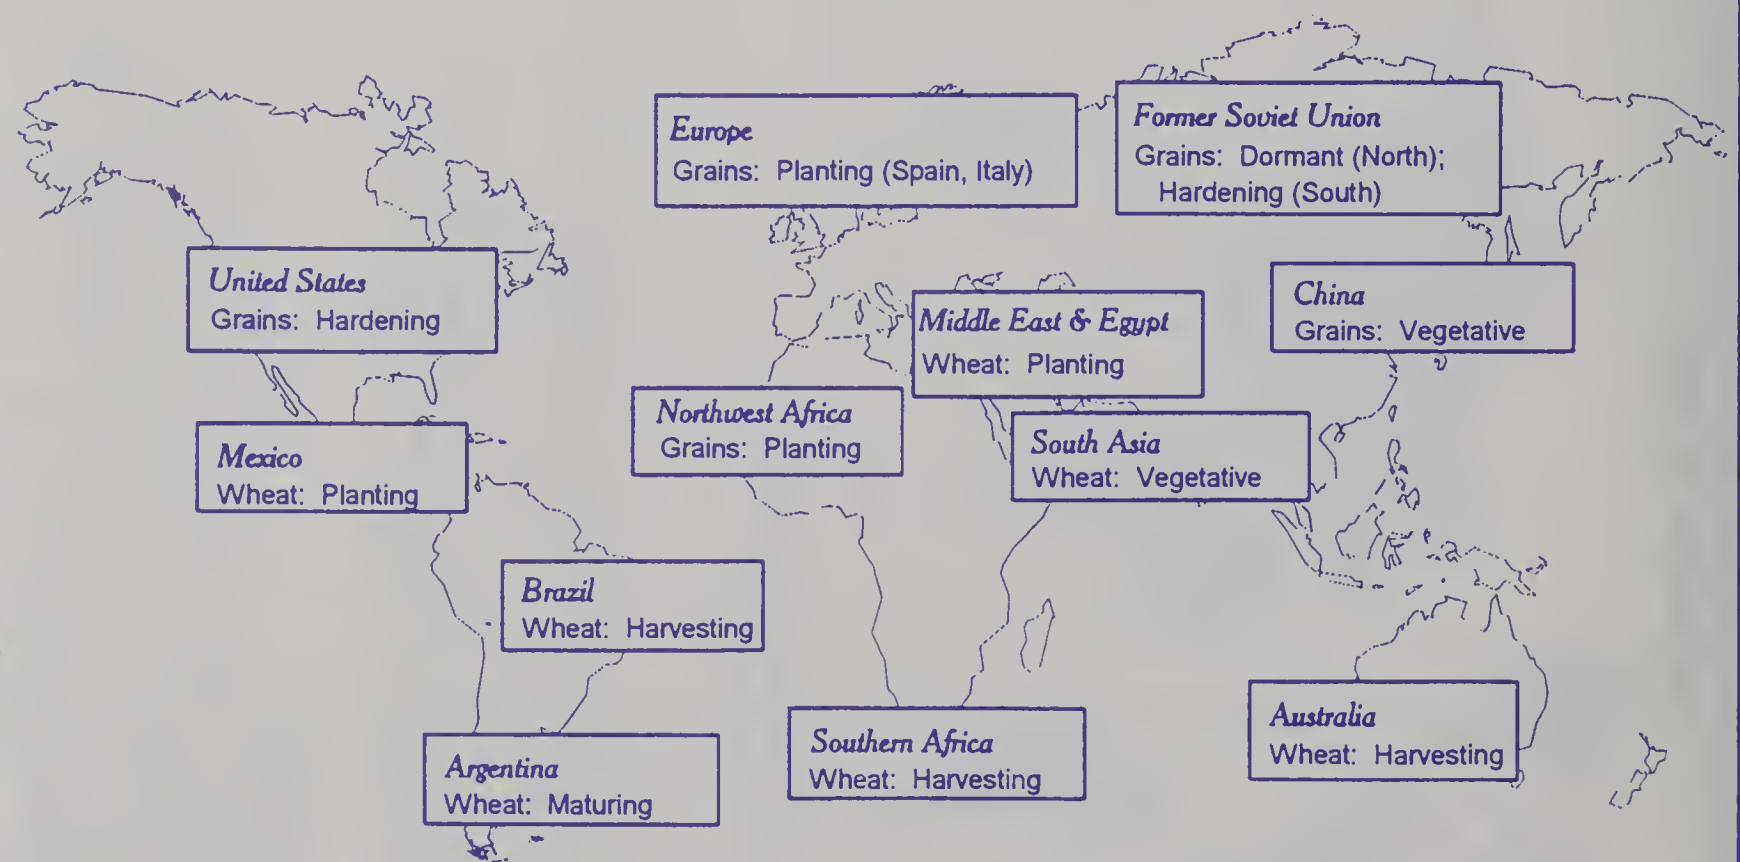 Europe
Grains: Planting (Spain, Italy)
Former Soviet Union
Grains: Dormant (North);
Hardening (South)
United States
Grains: Hardening
China
Grains: Vegetative
Middle East & Egypt
Wheat: Planting
Northwest Africa
Grains: Planting
South Asia
Wheat: Vegetative
Mexico
Wheat: Planting
Brazil
Wheat: Harvesting
Australia
Wheat: Harvesting
Southern Africa
Wheat: Harvesting
Argentina
Wheat: Maturing